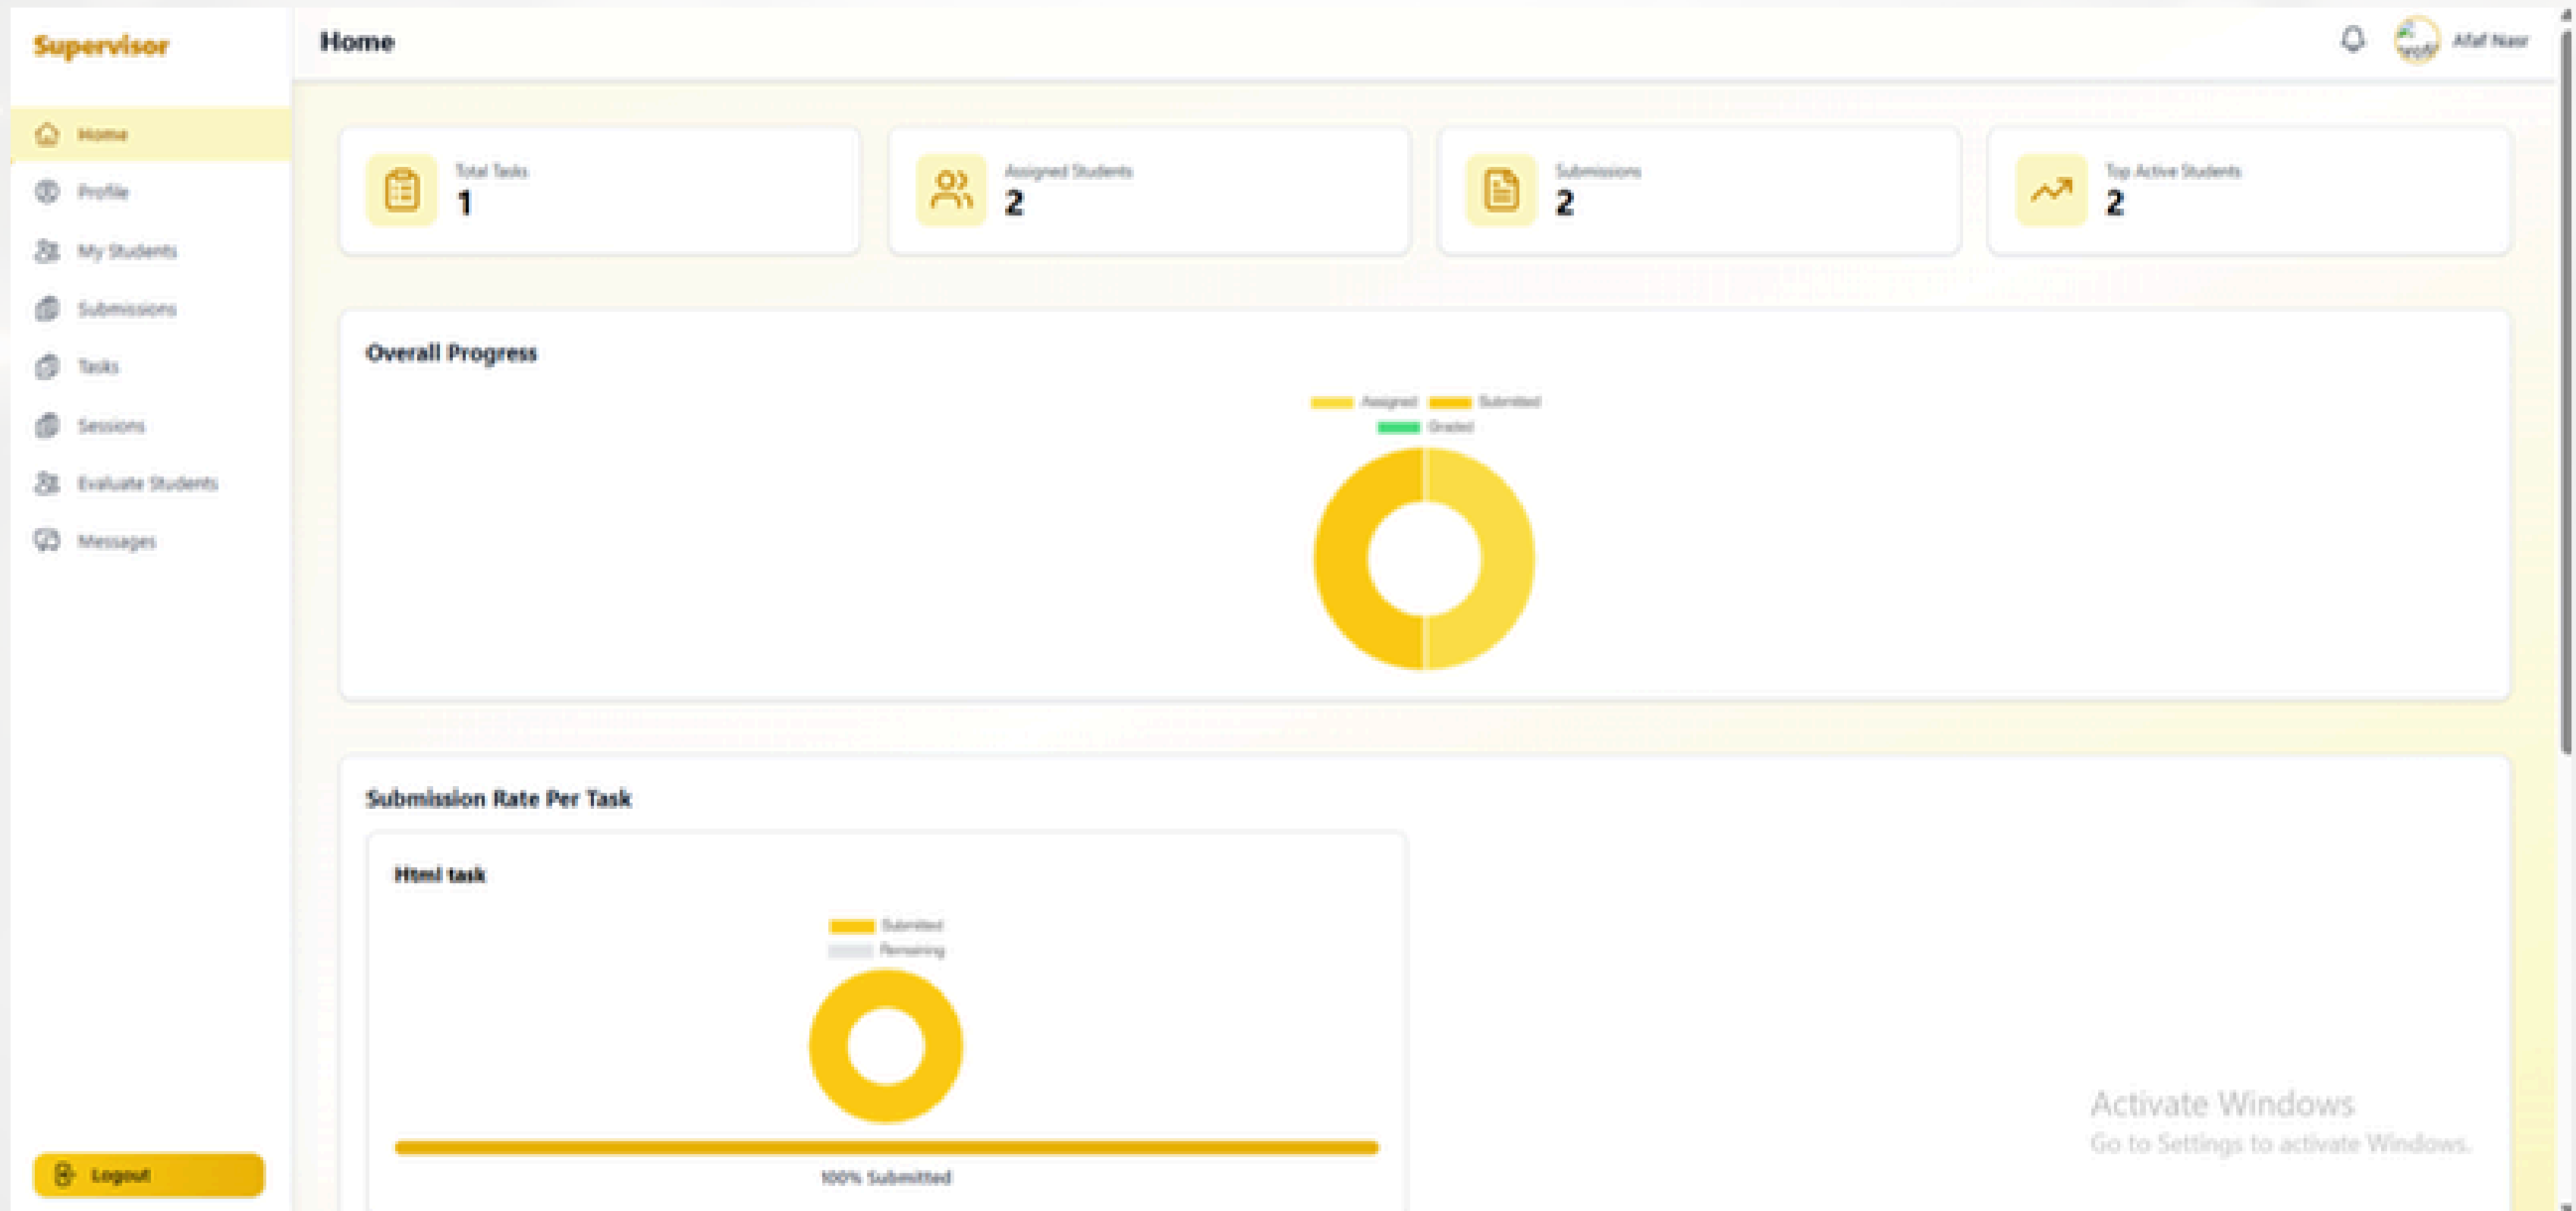 Supervisor
Home
Profile
My Students
Submissions
Tasks
Sessions
Evaluate Students
Messages
Logout
Home
Afaf Nasr
Total Tasks
1
Assigned Students
2
Submissions
2
Top Active Students
2
Overall Progress
Assigned
Submitted
Graded
Submission Rate Per Task
Html task
Submitted
Remaining
100% Submitted
Activate Windows
Go to Settings to activate Windows.